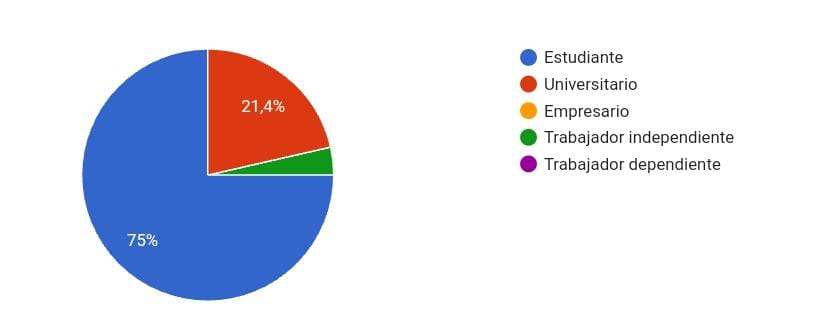 21,4%
75%
Estudiante
Universitario
Empresario
Trabajador independiente
Trabajador dependiente